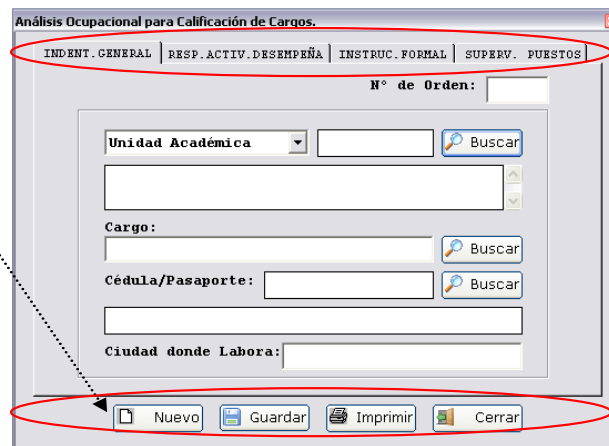 Análisis Ocupacional para Calificación de Cargos.
INDENT.GENERAL RESP.ACTIV.DESEMPEÑA INSTRUC.FORMAL SUPERV. PUESTOS
N° de Orden:
Unidad Académica Buscar
Cargo:
Buscar
Cédula/Pasaporte: Buscar
Ciudad donde Labora:
Nuevo Guardar Imprimir Cerrar